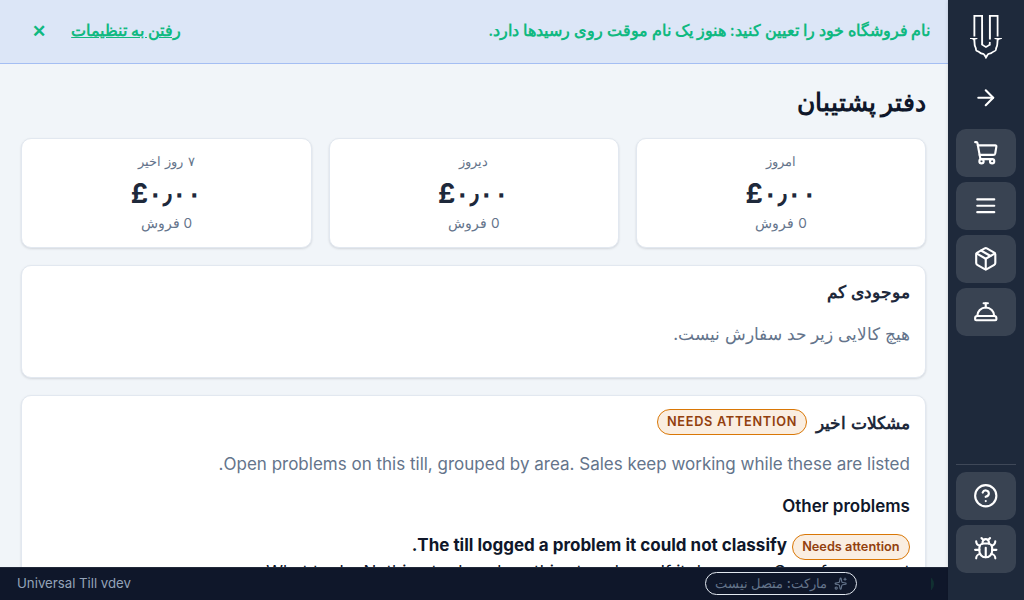 نام فروشگاه خود را تعیین کنید: هنوز یک نام موقت روی رسیدها دارد.
رفتن به تنظیمات
دفتر پشتیبان
امروز
£۰٫۰۰
0 فروش
دیروز
£۰٫۰۰
0 فروش
۷ روز اخیر
£۰٫۰۰
0 فروش
موجودی کم
هیچ کالایی زیر حد سفارش نیست.
مشکلات اخیر NEEDS ATTENTION
Open problems on this till, grouped by area. Sales keep working while these are listed.
Other problems
Needs attention The till logged a problem it could not classify.
مارکت: متصل نیست
Universal Till vdev